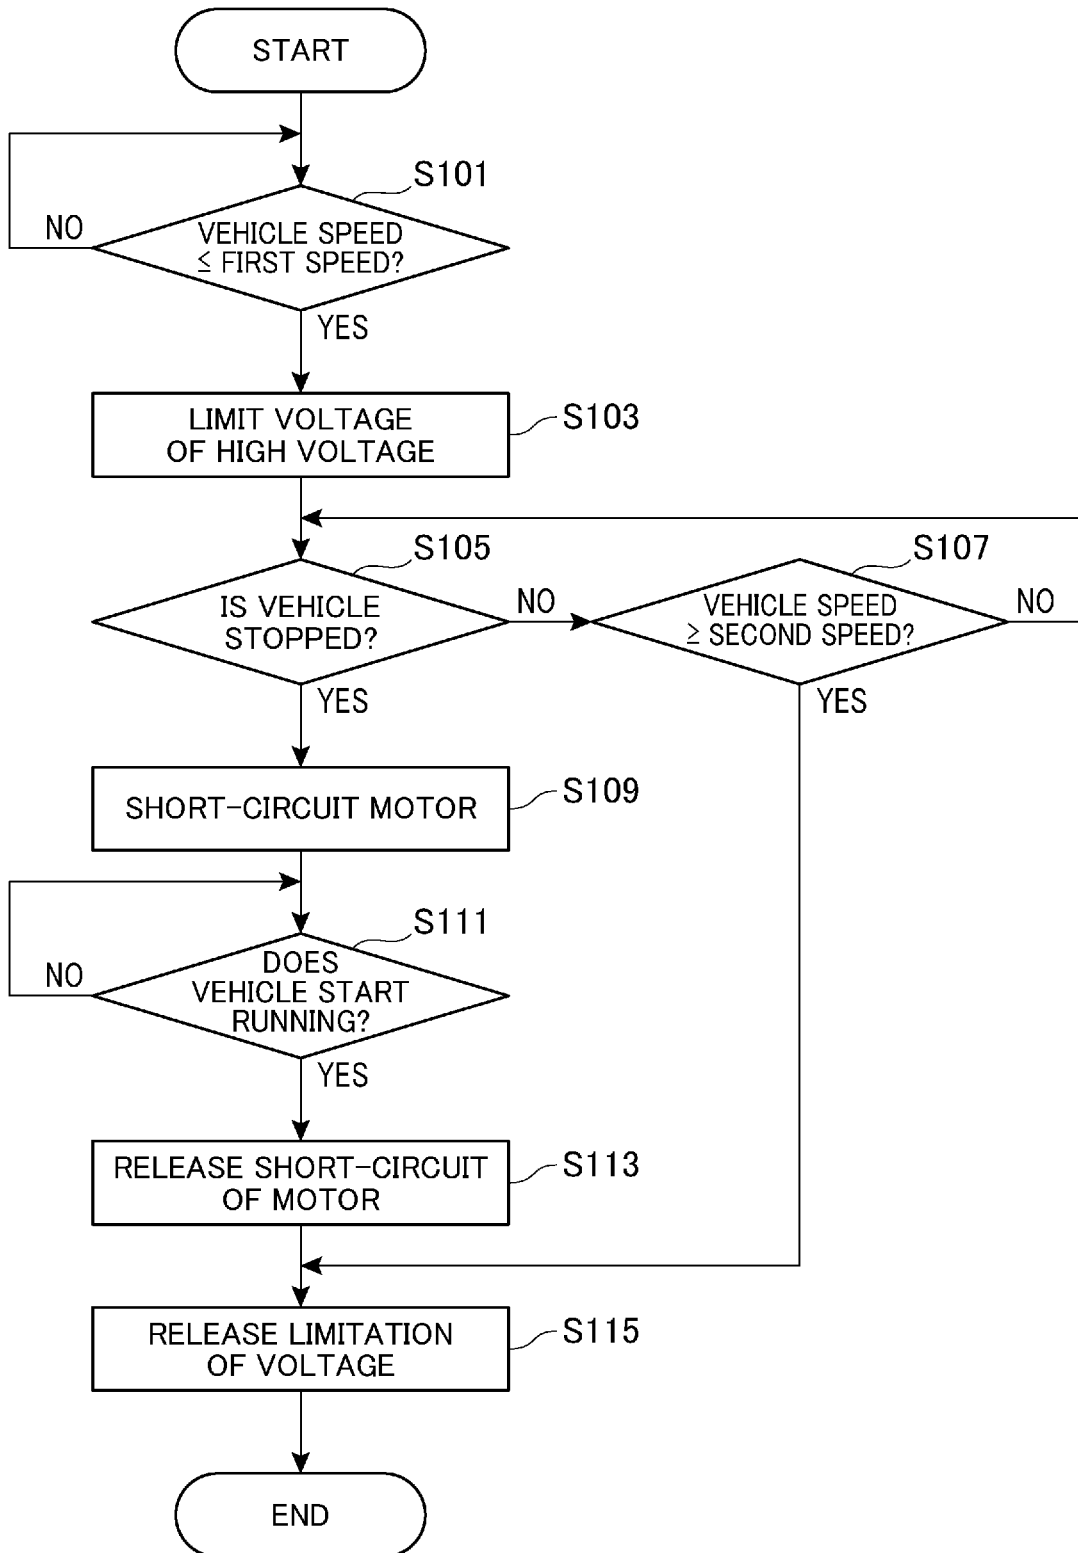 START
S101
NO
VEHICLE SPEED
≦ FIRST SPEED?
YES
LIMIT VOLTAGE
OF HIGH VOLTAGE
S103
S105
S107
IS VEHICLE
STOPPED?
NO
VEHICLE SPEED
≧ SECOND SPEED?
NO
YES
YES
SHORT-CIRCUIT MOTOR
S109
S111
NO
DOES
VEHICLE START
RUNNING?
YES
RELEASE SHORT-CIRCUIT
OF MOTOR
S113
RELEASE LIMITATION
OF VOLTAGE
S115
END